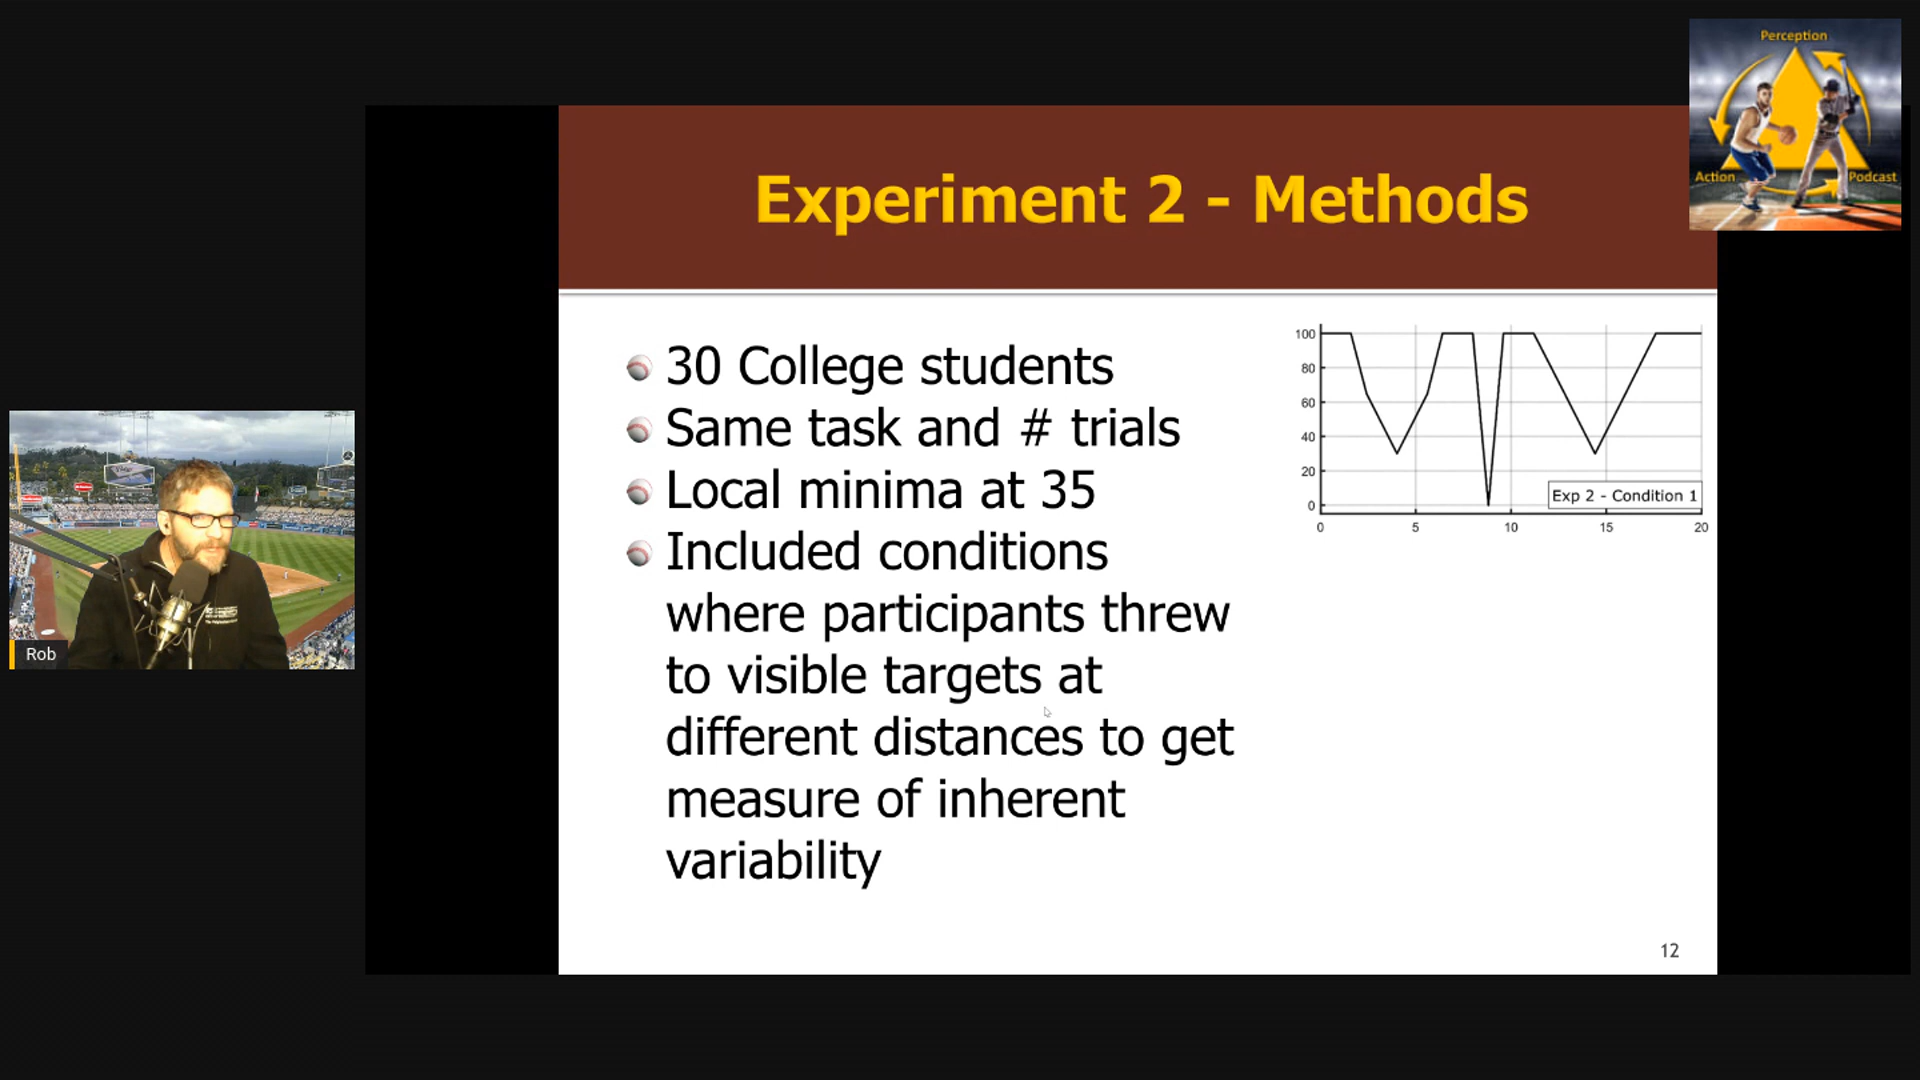 Perception
Action
Podcast
Experiment 2 - Methods
30 College students
Same task and # trials
Local minima at 35
Included conditions
where participants threw
to visible targets at
different distances to get
measure of inherent
variability
100
80
60
40
20
0
0 5 10 15 20
Exp 2 - Condition 1
12
Rob